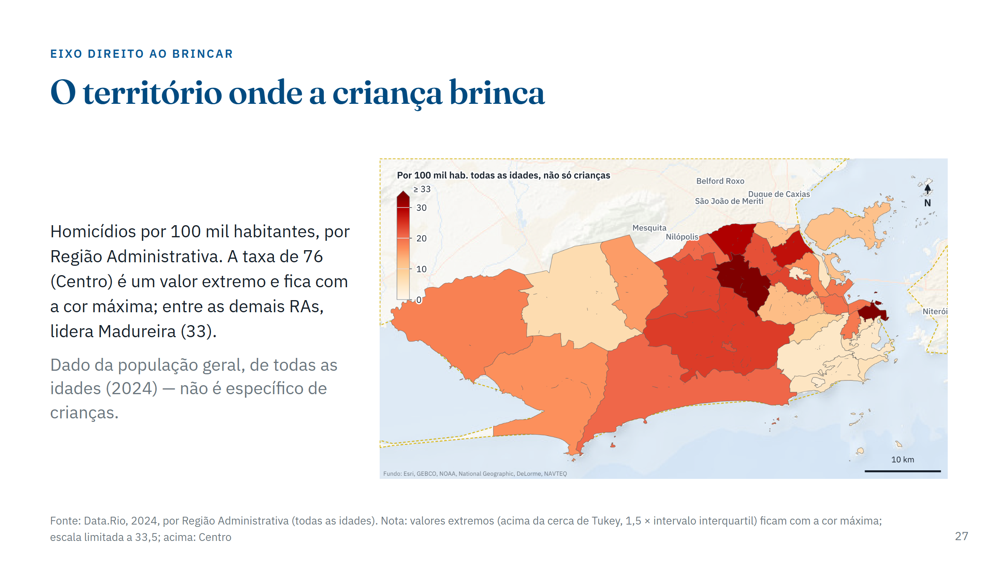 EIXO DIREITO AO BRINCAR
O território onde a criança brinca
Homicídios por 100 mil habitantes, por
Região Administrativa. A taxa de 76
(Centro) é um valor extremo e fica com
a cor máxima; entre as demais RAs,
lidera Madureira (33).
Dado da população geral, de todas as
idades (2024) — não é específico de
crianças.
Por 100 mil hab. todas as idades, não só crianças
≥ 33
30
20
10
0
Belford Roxo
Duque de Caxias
São João de Meriti
Mesquita
Nilópolis
N
Niterói
10 km
Fundo: Esri, GEBCO, NOAA, National Geographic, DeLorme, NAVTEQ
Fonte: Data.Rio, 2024, por Região Administrativa (todas as idades). Nota: valores extremos (acima da cerca de Tukey, 1,5 × intervalo interquartil) ficam com a cor máxima;
escala limitada a 33,5; acima: Centro
27